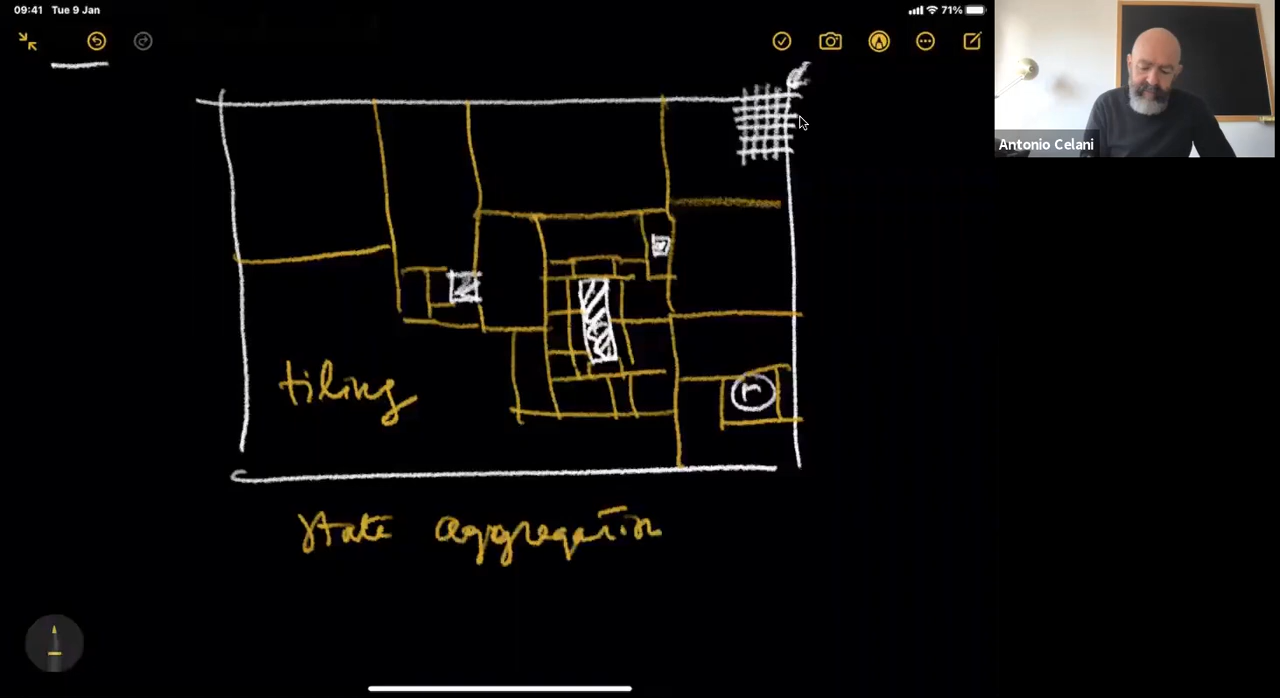 09:41 Tue 9 Jan 71%
Antonio Celani
tiling
r
state aggregation